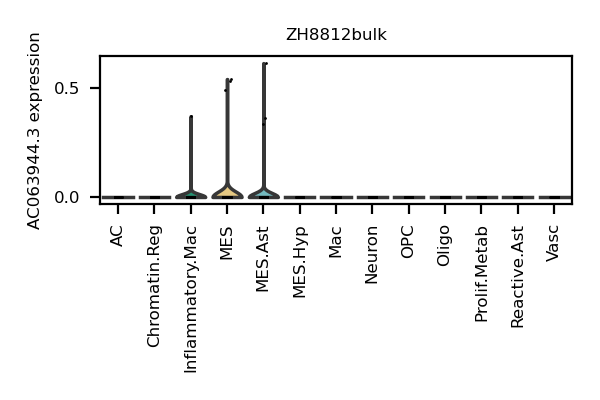 ZH8812bulk
AC063944.3 expression
0.5
0.0
AC
Chromatin.Reg
Inflammatory.Mac
MES
MES.Ast
MES.Hyp
Mac
Neuron
OPC
Oligo
Prolif.Metab
Reactive.Ast
Vasc